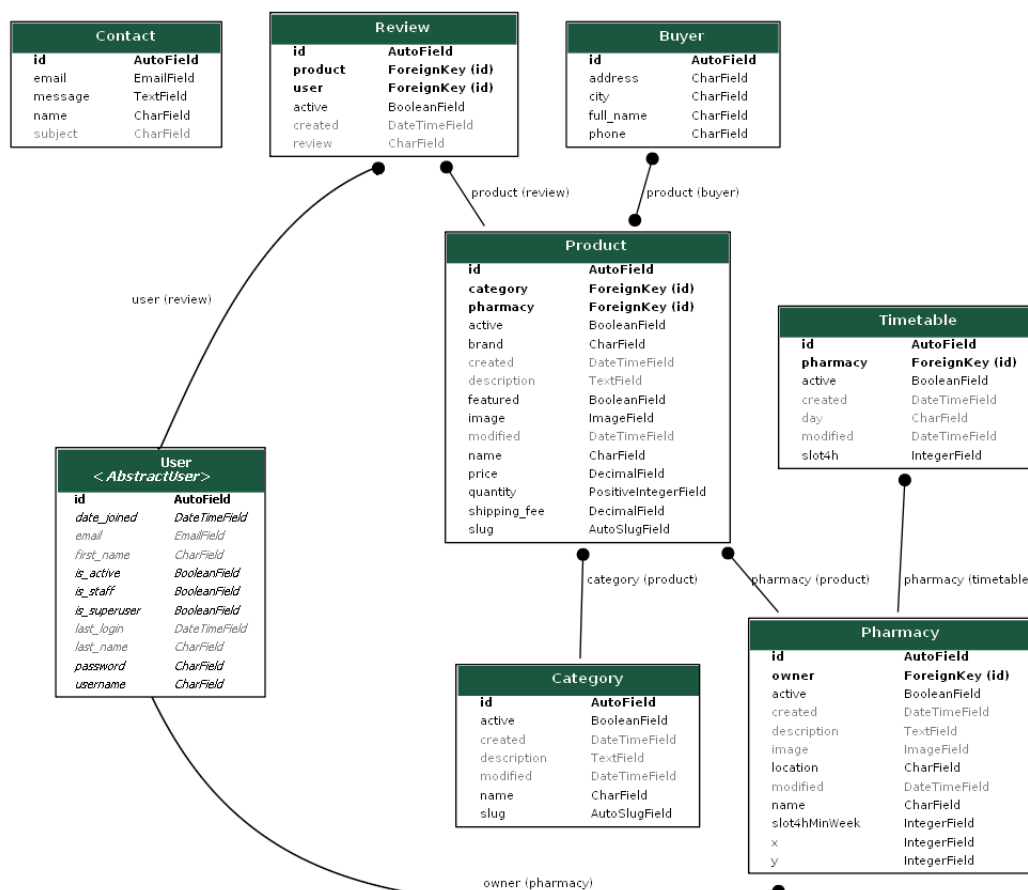 Contact
id AutoField
email EmailField
message TextField
name CharField
subject CharField
Review
id AutoField
product ForeignKey (id)
user ForeignKey (id)
active BooleanField
created DateTimeField
review CharField
Buyer
id AutoField
address CharField
city CharField
full_name CharField
phone CharField
product (review)
product (buyer)
user (review)
Product
id AutoField
category ForeignKey (id)
pharmacy ForeignKey (id)
active BooleanField
brand CharField
created DateTimeField
description TextField
featured BooleanField
image ImageField
modified DateTimeField
name CharField
price DecimalField
quantity PositiveIntegerField
shipping_fee DecimalField
slug AutoSlugField
Timetable
id AutoField
pharmacy ForeignKey (id)
active BooleanField
created DateTimeField
day CharField
modified DateTimeField
slot4h IntegerField
User
<AbstractUser>
id AutoField
date_joined DateTimeField
email EmailField
first_name CharField
is_active BooleanField
is_staff BooleanField
is_superuser BooleanField
last_login DateTimeField
last_name CharField
password CharField
username CharField
category (product)
pharmacy (product)
pharmacy (timetable
Category
id AutoField
active BooleanField
created DateTimeField
description TextField
modified DateTimeField
name CharField
slug AutoSlugField
Pharmacy
id AutoField
owner ForeignKey (id)
active BooleanField
created DateTimeField
description TextField
image ImageField
location CharField
modified DateTimeField
name CharField
slot4hMinWeek IntegerField
x IntegerField
y IntegerField
owner (pharmacy)